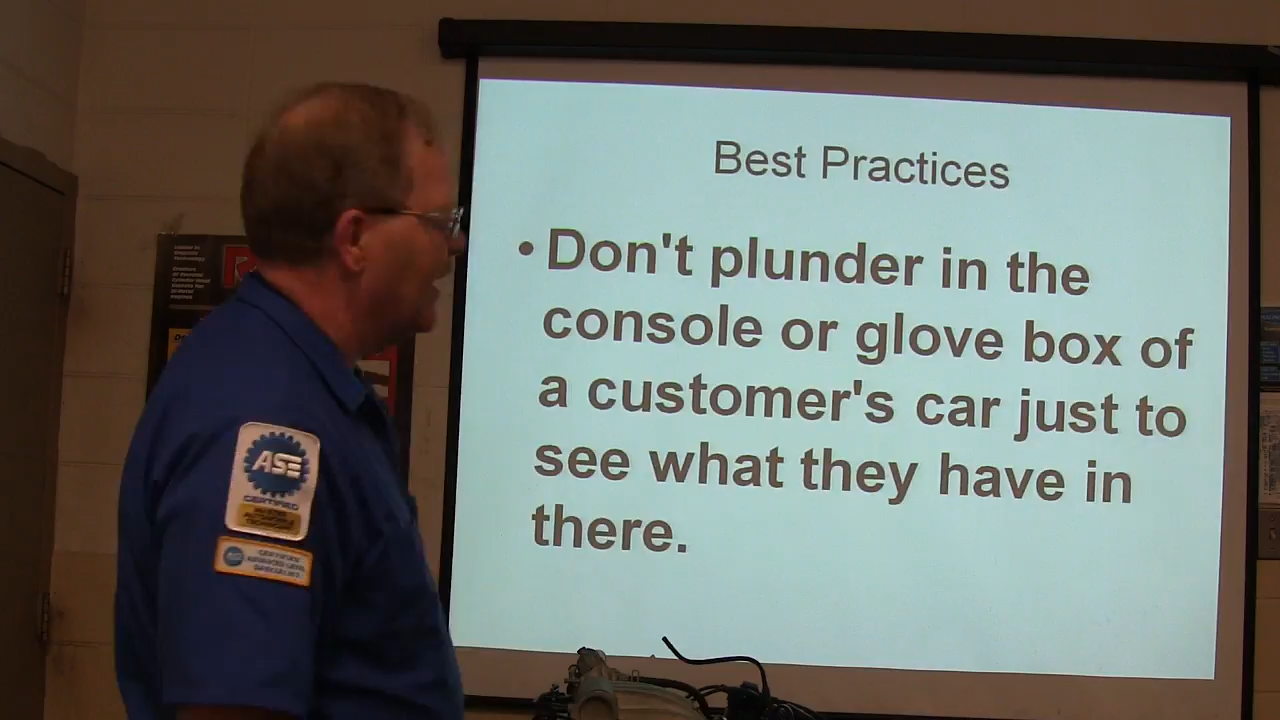 Best Practices
• Don't plunder in the
console or glove box of
a customer's car just to
see what they have in
there.
ASE
CERTIFIED